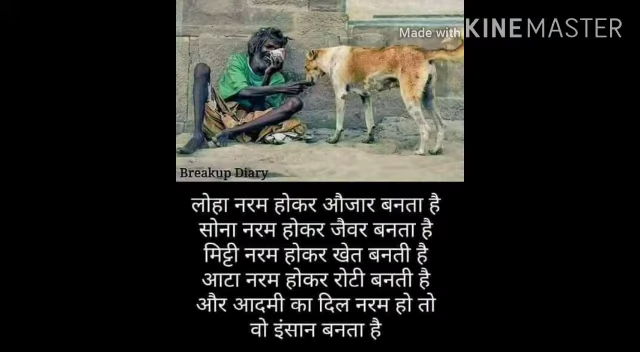 Made with KINEMASTER
Breakup Diary
लोहा नरम होकर औजार बनता है
सोना नरम होकर जैवर बनता है
मिट्टी नरम होकर खेत बनती है
आटा नरम होकर रोटी बनती है
और आदमी का दिल नरम हो तो
वो इंसान बनता है